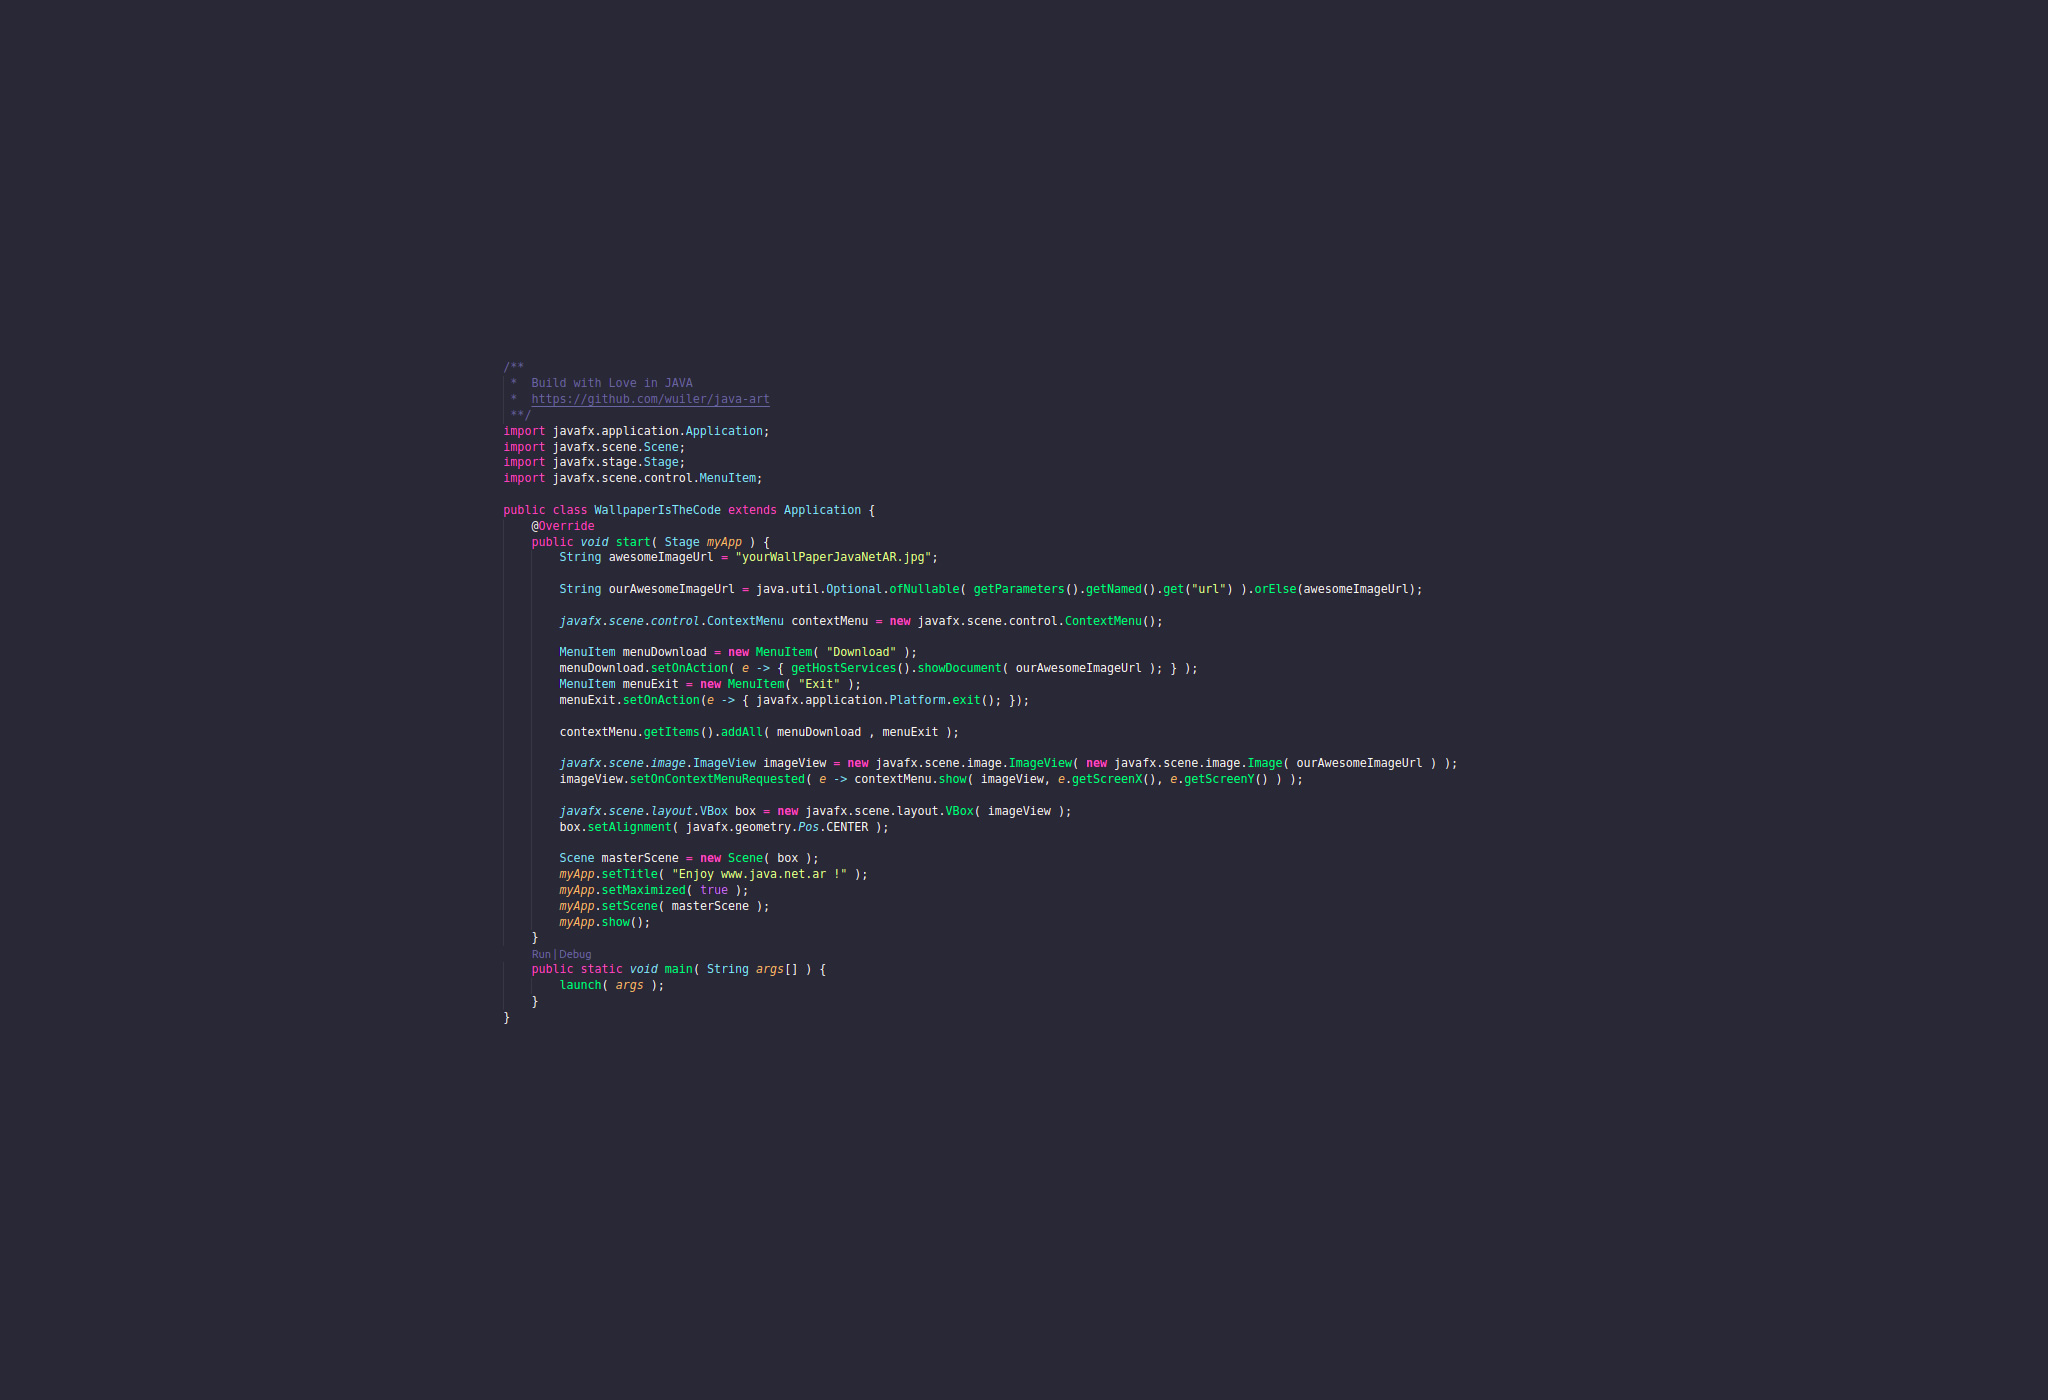 /**
 *  Build with Love in JAVA
 *  https://github.com/wuiler/java-art
 **/
import javafx.application.Application;
import javafx.scene.Scene;
import javafx.stage.Stage;
import javafx.scene.control.MenuItem;

public class WallpaperIsTheCode extends Application {
    @Override
    public void start( Stage myApp ) {
        String awesomeImageUrl = "yourWallPaperJavaNetAR.jpg";

        String ourAwesomeImageUrl = java.util.Optional.ofNullable( getParameters().getNamed().get("url") ).orElse(awesomeImageUrl);

        javafx.scene.control.ContextMenu contextMenu = new javafx.scene.control.ContextMenu();

        MenuItem menuDownload = new MenuItem( "Download" );
        menuDownload.setOnAction( e -> { getHostServices().showDocument( ourAwesomeImageUrl ); } );
        MenuItem menuExit = new MenuItem( "Exit" );
        menuExit.setOnAction(e -> { javafx.application.Platform.exit(); });

        contextMenu.getItems().addAll( menuDownload , menuExit );

        javafx.scene.image.ImageView imageView = new javafx.scene.image.ImageView( new javafx.scene.image.Image( ourAwesomeImageUrl ) );
        imageView.setOnContextMenuRequested( e -> contextMenu.show( imageView, e.getScreenX(), e.getScreenY() ) );

        javafx.scene.layout.VBox box = new javafx.scene.layout.VBox( imageView );
        box.setAlignment( javafx.geometry.Pos.CENTER );

        Scene masterScene = new Scene( box );
        myApp.setTitle( "Enjoy www.java.net.ar !" );
        myApp.setMaximized( true );
        myApp.setScene( masterScene );
        myApp.show();
    }
    Run | Debug
    public static void main( String args[] ) {
        launch( args );
    }
}